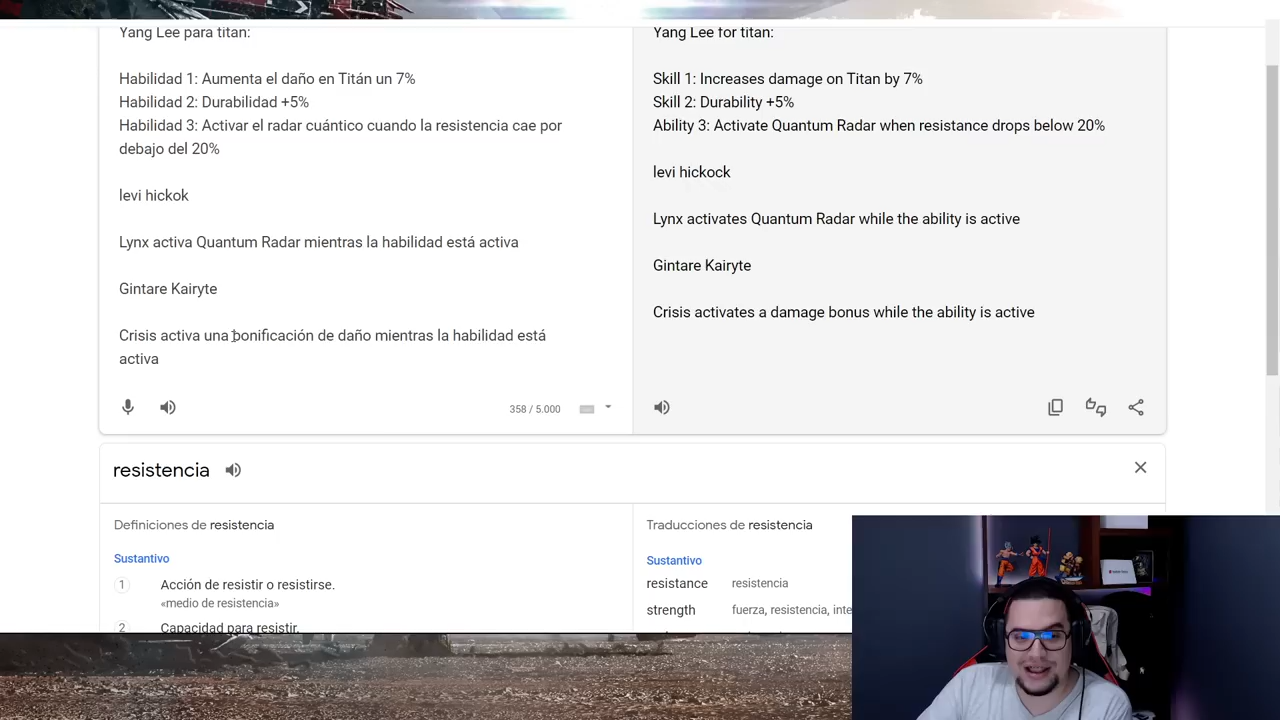 Yang Lee para titan:
Habilidad 1: Aumenta el daño en Titán un 7%
Habilidad 2: Durabilidad +5%
Habilidad 3: Activar el radar cuántico cuando la resistencia cae por
debajo del 20%
levi hickok
Lynx activa Quantum Radar mientras la habilidad está activa
Gintare Kairyte
Crisis activa una bonificación de daño mientras la habilidad está
activa
358 / 5.000
Yang Lee for titan:
Skill 1: Increases damage on Titan by 7%
Skill 2: Durability +5%
Ability 3: Activate Quantum Radar when resistance drops below 20%
levi hickock
Lynx activates Quantum Radar while the ability is active
Gintare Kairyte
Crisis activates a damage bonus while the ability is active
resistencia
Definiciones de resistencia
Sustantivo
1 Acción de resistir o resistirse.
«medio de resistencia»
2 Capacidad para resistir.
Traducciones de resistencia
Sustantivo
resistance resistencia
strength fuerza, resistencia, inte